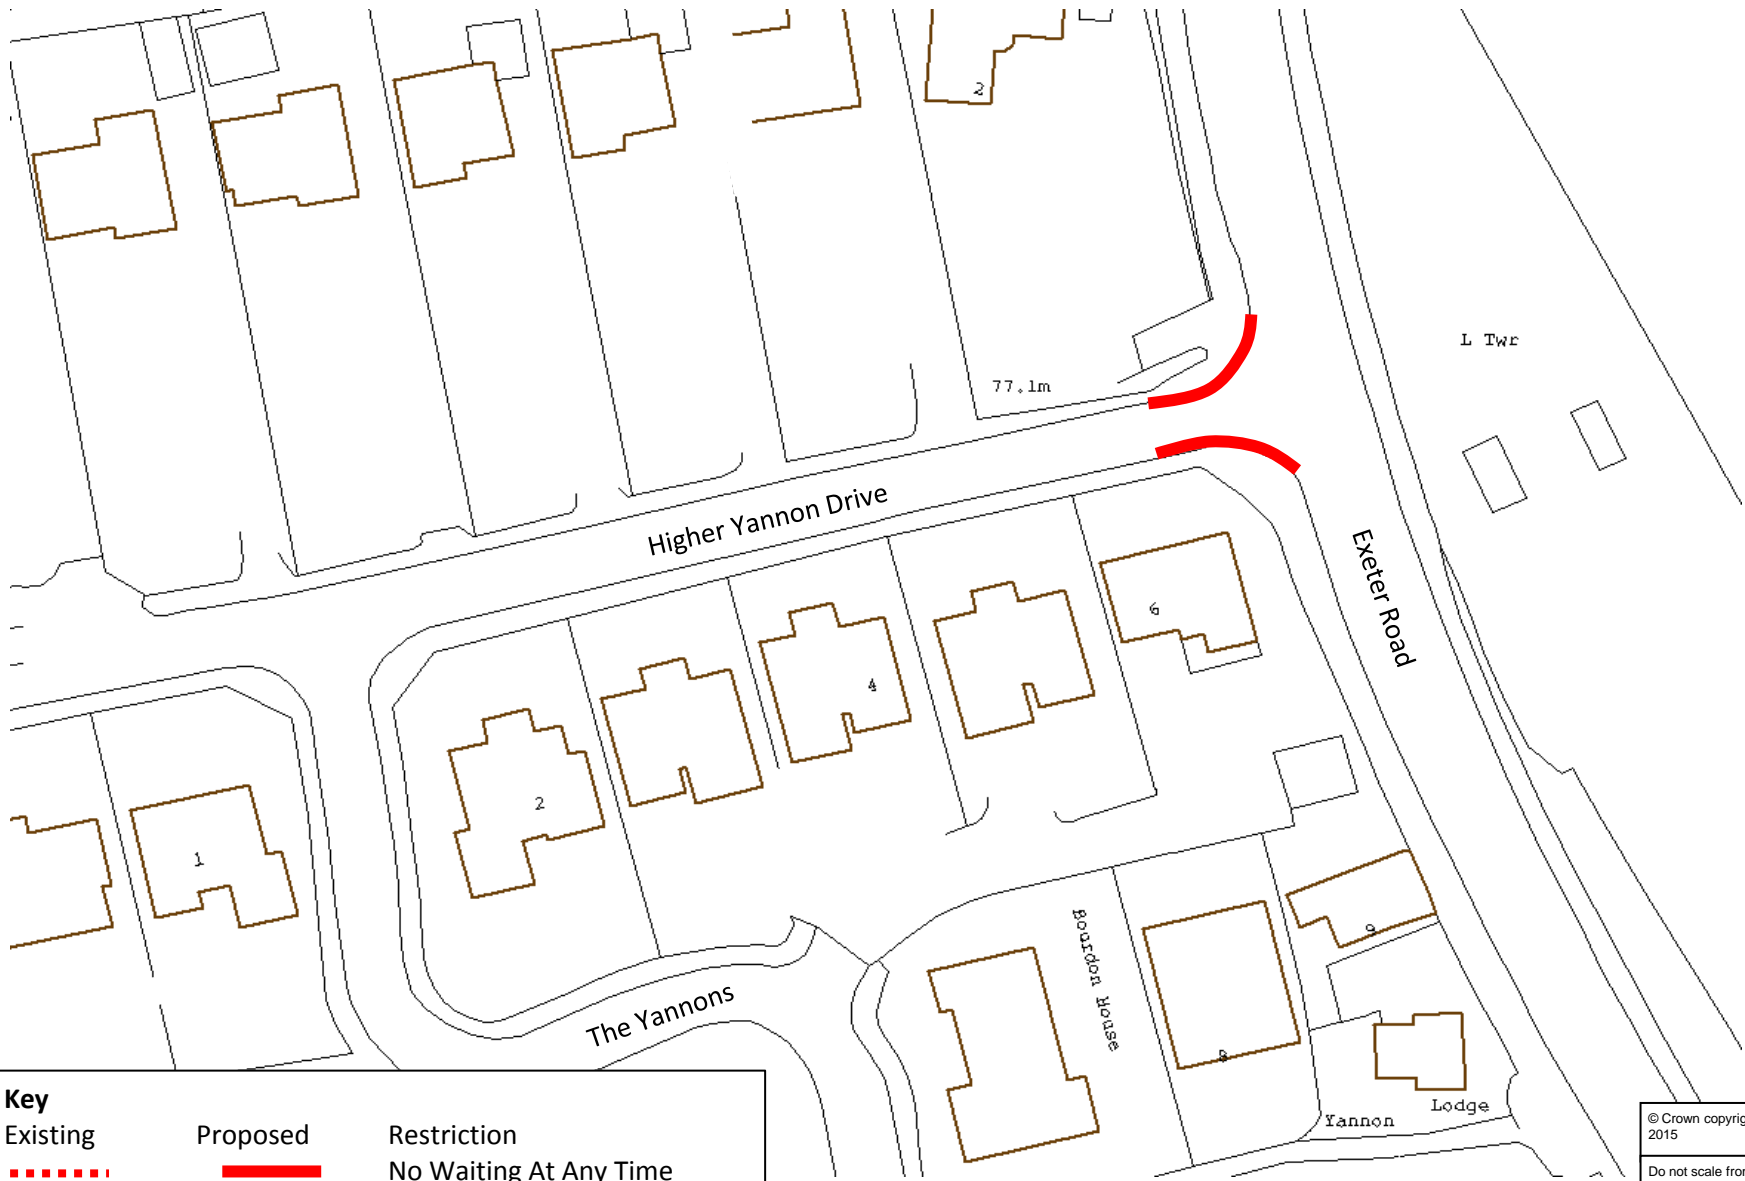 2
L Twr
77.1m
Higher Yannon Drive
Exeter Road
6
4
2
1
9
Bourdon House
The Yannons
8
Lodge
Yannon
Key
Existing Proposed Restriction
No Waiting At Any Time
© Crown copyrig
2015
Do not scale from